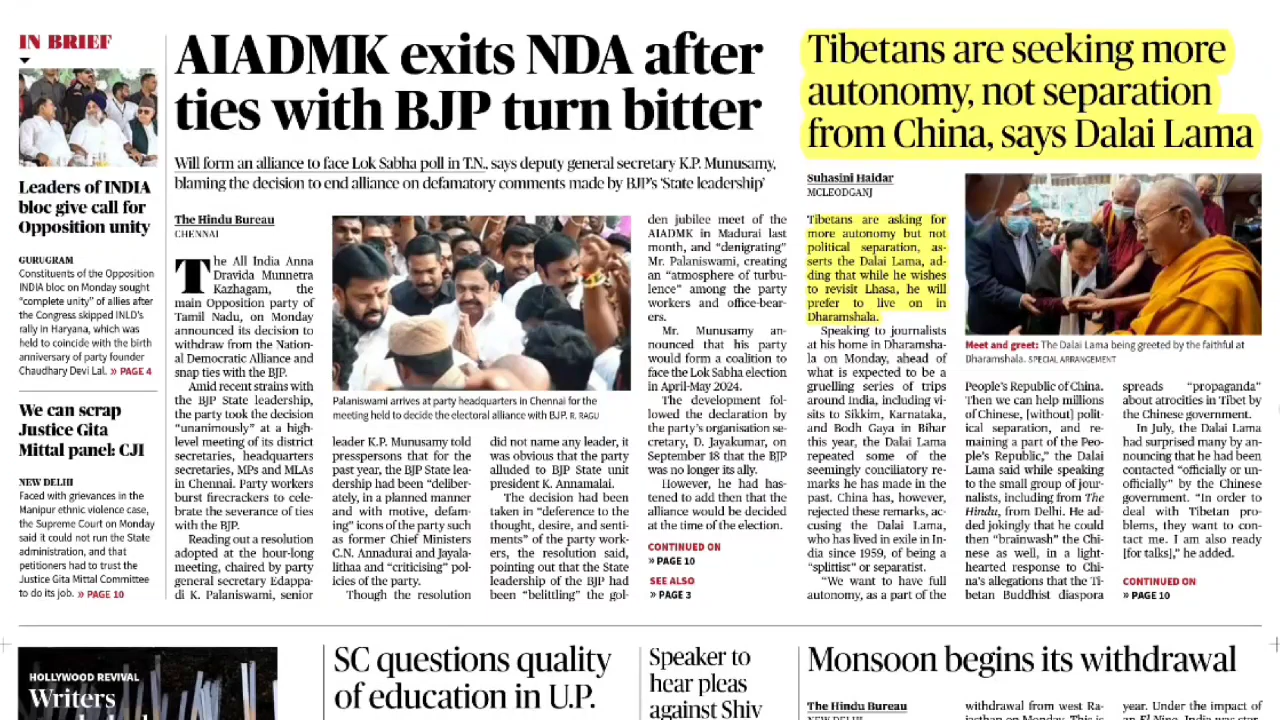 IN BRIEF
Leaders of INDIA
bloc give call for
Opposition unity
GURUGRAM
Constituents of the Opposition
INDIA bloc on Monday sought
“complete unity” of allies after
the Congress skipped INLD’s
rally in Haryana, which was
held to coincide with the birth
anniversary of party founder
Chaudhary Devi Lal. » PAGE 4
We can scrap
Justice Gita
Mittal panel: CJI
NEW DELHI
Faced with grievances in the
Manipur ethnic violence case,
the Supreme Court on Monday
said it could not run the State
administration, and that
petitioners had to trust the
Justice Gita Mittal Committee
to do its job. » PAGE 10
AIADMK exits NDA after
ties with BJP turn bitter
Will form an alliance to face Lok Sabha poll in T.N., says deputy general secretary K.P. Munusamy,
blaming the decision to end alliance on defamatory comments made by BJP’s ‘State leadership’
The Hindu Bureau
CHENNAI
The All India Anna
Dravida Munnetra
Kazhagam, the
main Opposition party of
Tamil Nadu, on Monday
announced its decision to
withdraw from the Nation-
al Democratic Alliance and
snap ties with the BJP.
Amid recent strains with
the BJP State leadership,
the party took the decision
“unanimously” at a high-
level meeting of its district
secretaries, headquarters
secretaries, MPs and MLAs
in Chennai. Party workers
burst firecrackers to cele-
brate the severance of ties
with the BJP.
Reading out a resolution
adopted at the hour-long
meeting, chaired by party
general secretary Edappa-
di K. Palaniswami, senior
Palaniswami arrives at party headquarters in Chennai for the
meeting held to decide the electoral alliance with BJP. R. RAGU
leader K.P. Munusamy told
presspersons that for the
past year, the BJP State lea-
dership had been “deliber-
ately, in a planned manner
and with motive, defam-
ing” icons of the party such
as former Chief Ministers
C.N. Annadurai and Jayala-
lithaa and “criticising” pol-
icies of the party.
Though the resolution
did not name any leader, it
was obvious that the party
alluded to BJP State unit
president K. Annamalai.
The decision had been
taken in “deference to the
thought, desire, and senti-
ments” of the party work-
ers, the resolution said,
pointing out that the State
leadership of the BJP had
been “belittling” the gol-
den jubilee meet of the
AIADMK in Madurai last
month, and “denigrating”
Mr. Palaniswami, creating
an “atmosphere of turbu-
lence” among the party
workers and office-bear-
ers.
Mr. Munusamy an-
nounced that his party
would form a coalition to
face the Lok Sabha election
in April-May 2024.
The development fol-
lowed the declaration by
the party’s organisation se-
cretary, D. Jayakumar, on
September 18 that the BJP
was no longer its ally.
However, he had has-
tened to add then that the
alliance would be decided
at the time of the election.
CONTINUED ON
» PAGE 10
SEE ALSO
» PAGE 3
Tibetans are seeking more
autonomy, not separation
from China, says Dalai Lama
Suhasini Haidar
MCLEODGANJ
Tibetans are asking for
more autonomy but not
political separation, as-
serts the Dalai Lama, ad-
ding that while he wishes
to revisit Lhasa, he will
prefer to live on in
Dharamshala.
Speaking to journalists
at his home in Dharamsha-
la on Monday, ahead of
what is expected to be a
gruelling series of trips
around India, including vi-
sits to Sikkim, Karnataka,
and Bodh Gaya in Bihar
this year, the Dalai Lama
repeated some of the
seemingly conciliatory re-
marks he has made in the
past. China has, however,
rejected these remarks, ac-
cusing the Dalai Lama,
who has lived in exile in In-
dia since 1959, of being a
“splittist” or separatist.
“We want to have full
autonomy, as a part of the
Meet and greet: The Dalai Lama being greeted by the faithful at
Dharamshala. SPECIAL ARRANGEMENT
People’s Republic of China.
Then we can help millions
of Chinese, [without] polit-
ical separation, and re-
maining a part of the Peo-
ple’s Republic,” the Dalai
Lama said while speaking
to the small group of jour-
nalists, including from The
Hindu, from Delhi. He ad-
ded jokingly that he could
then “brainwash” the Chi-
nese as well, in a light-
hearted response to Chi-
na’s allegations that the Ti-
betan Buddhist diaspora
spreads “propaganda”
about atrocities in Tibet by
the Chinese government.
In July, the Dalai Lama
had surprised many by an-
nouncing that he had been
contacted “officially or un-
officially” by the Chinese
government. “In order to
deal with Tibetan pro-
blems, they want to con-
tact me. I am also ready
[for talks],” he added.
CONTINUED ON
» PAGE 10
HOLLYWOOD REVIVAL
Writers
SC questions quality
of education in U.P.
Speaker to
hear pleas
against Shiv
Monsoon begins its withdrawal
The Hindu Bureau
withdrawal from west Ra-
year. Under the impact of